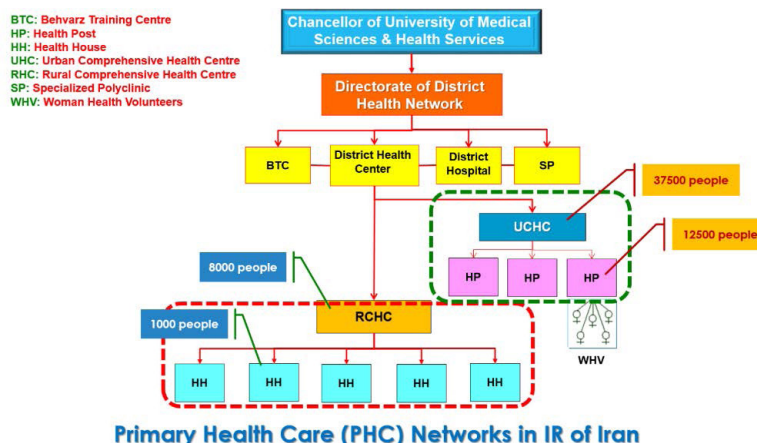 BTC: Behvarz Training Centre
HP: Health Post
HH: Health House
UHC: Urban Comprehensive Health Centre
RHC: Rural Comprehensive Health Centre
SP: Specialized Polyclinic
WHV: Woman Health Volunteers
Chancellor of University of Medical
Sciences & Health Services
Directorate of District
Health Network
BTC
District Health
Center
District
Hospital
SP
37500 people
UCHC
12500 people
HP
HP
HP
8000 people
RCHC
1000 people
WHV
HH
HH
HH
HH
HH
Primary Health Care (PHC) Networks in IR of Iran